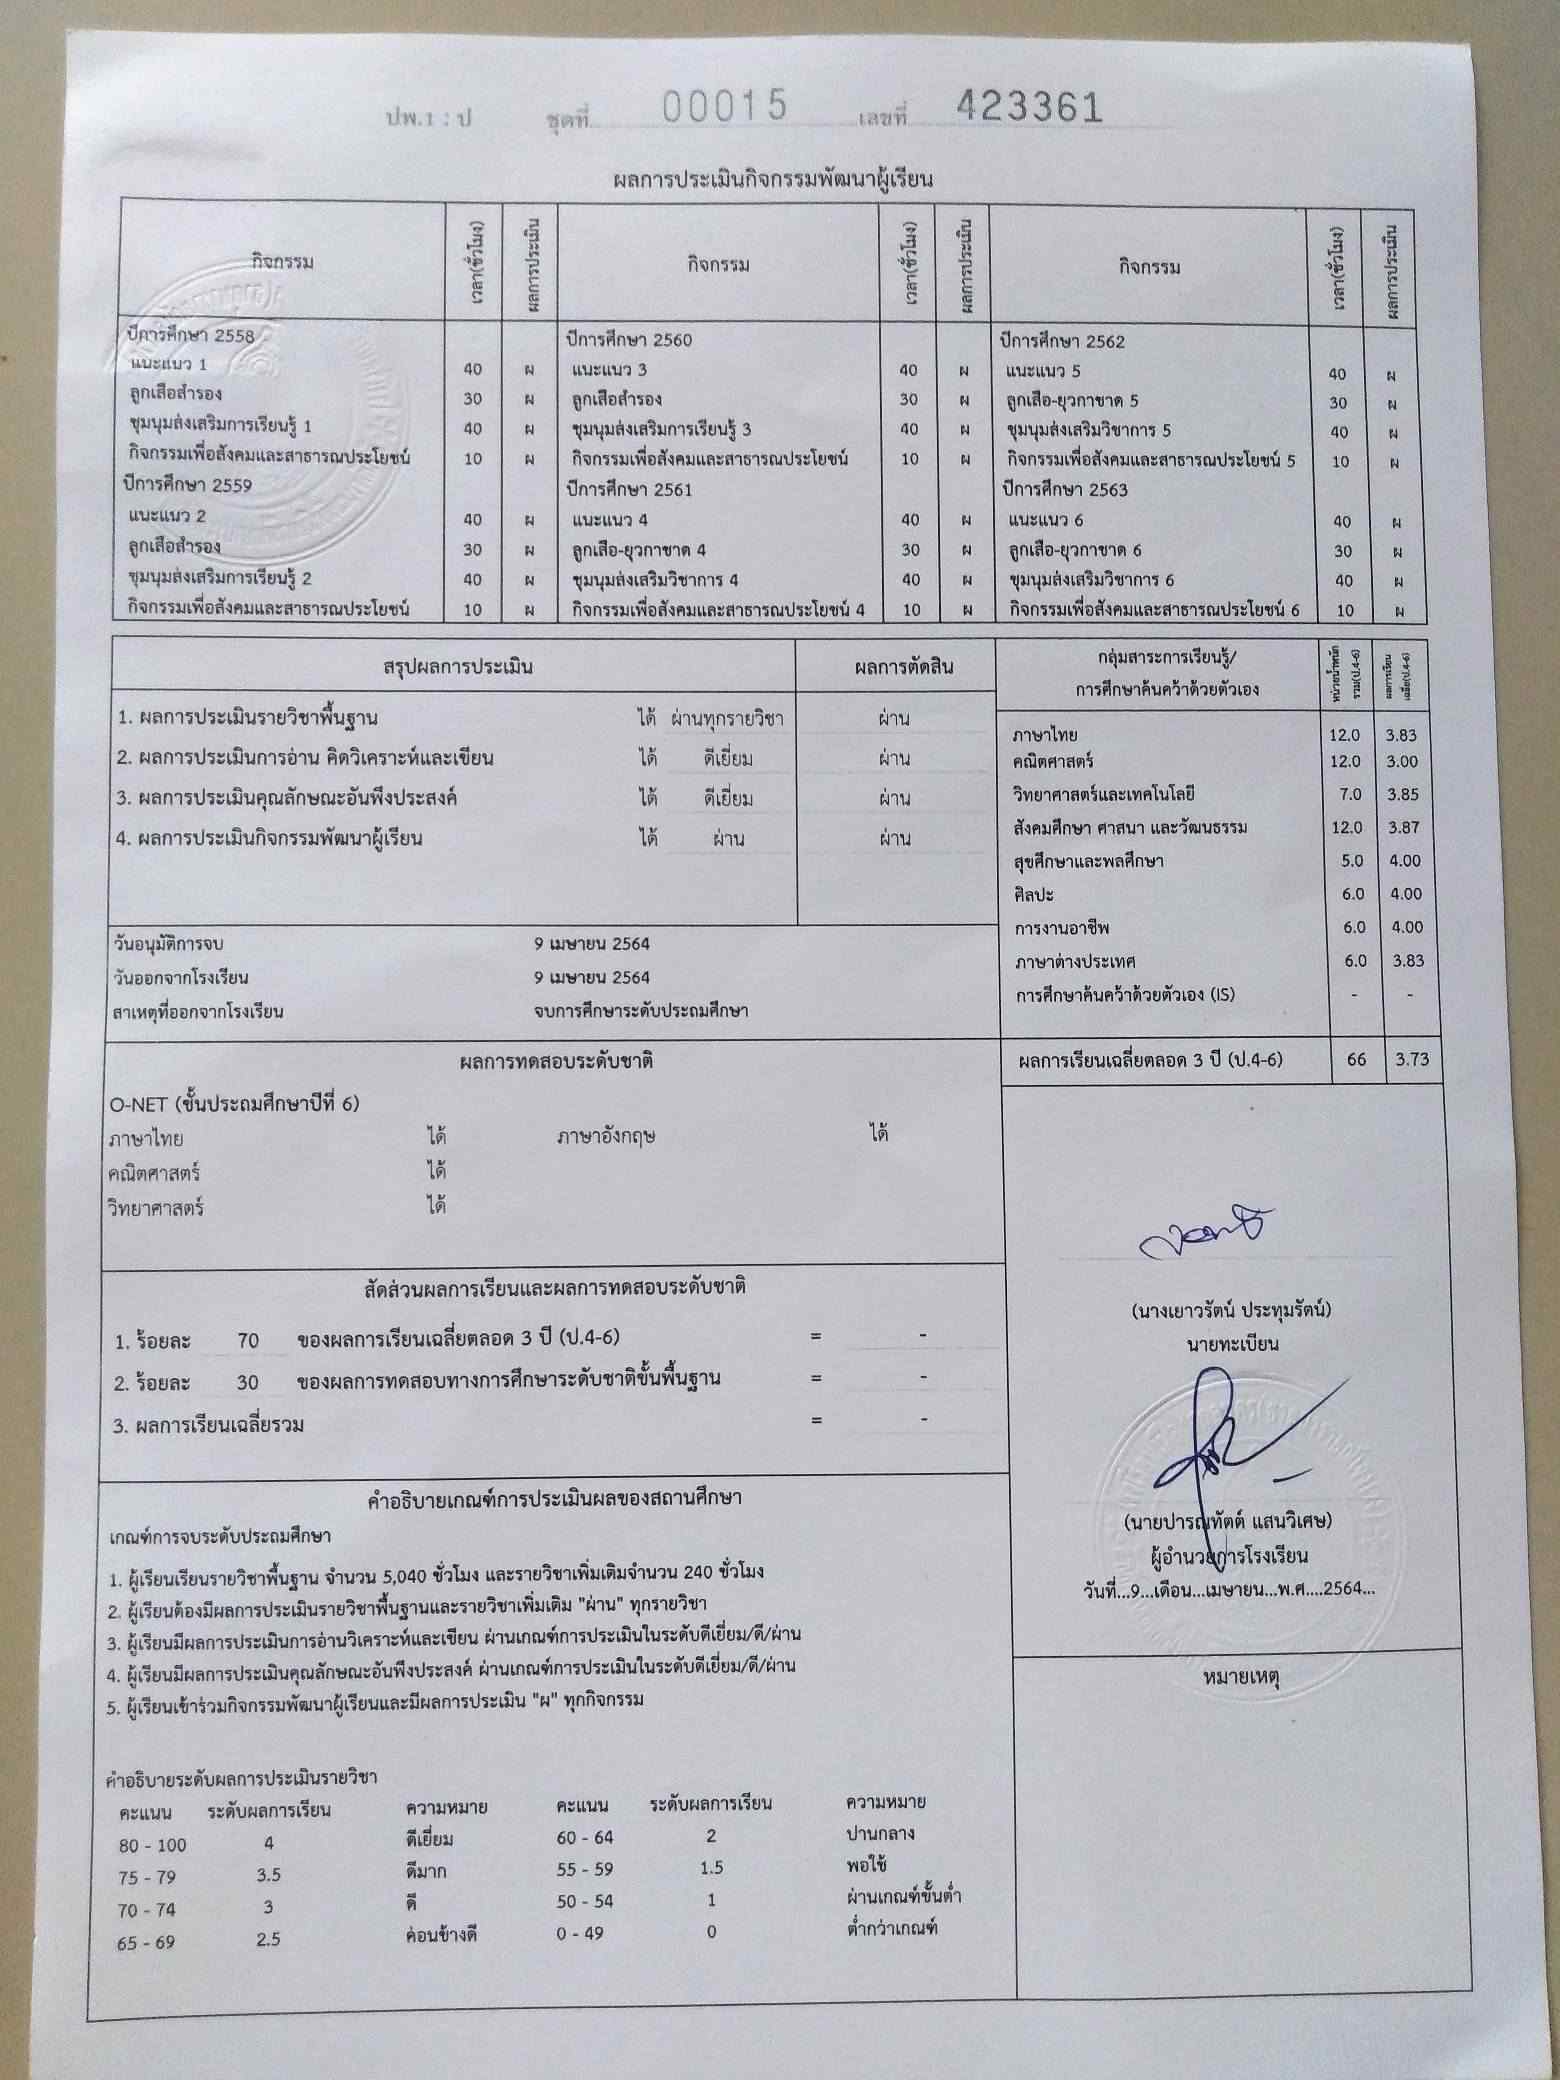 ปพ.1 : ป ชุดที่ 00015 เลขที่ 423361
ผลการประเมินกิจกรรมพัฒนาผู้เรียน
กิจกรรม เวลา(ชั่วโมง) ผลการประเมิน กิจกรรม เวลา(ชั่วโมง) ผลการประเมิน กิจกรรม เวลา(ชั่วโมง) ผลการประเมิน
ปีการศึกษา 2558 ปีการศึกษา 2560 ปีการศึกษา 2562
แนะแนว 1 40 ผ แนะแนว 3 40 ผ แนะแนว 5 40 ผ
ลูกเสือสำรอง 30 ผ ลูกเสือสำรอง 30 ผ ลูกเสือ-ยุวกาชาด 5 30 ผ
ชุมนุมส่งเสริมการเรียนรู้ 1 40 ผ ชุมนุมส่งเสริมการเรียนรู้ 3 40 ผ ชุมนุมส่งเสริมวิชาการ 5 40 ผ
กิจกรรมเพื่อสังคมและสาธารณประโยชน์ 10 ผ กิจกรรมเพื่อสังคมและสาธารณประโยชน์ 10 ผ กิจกรรมเพื่อสังคมและสาธารณประโยชน์ 5 10 ผ
ปีการศึกษา 2559 ปีการศึกษา 2561 ปีการศึกษา 2563
แนะแนว 2 40 ผ แนะแนว 4 40 ผ แนะแนว 6 40 ผ
ลูกเสือสำรอง 30 ผ ลูกเสือ-ยุวกาชาด 4 30 ผ ลูกเสือ-ยุวกาชาด 6 30 ผ
ชุมนุมส่งเสริมการเรียนรู้ 2 40 ผ ชุมนุมส่งเสริมวิชาการ 4 40 ผ ชุมนุมส่งเสริมวิชาการ 6 40 ผ
กิจกรรมเพื่อสังคมและสาธารณประโยชน์ 10 ผ กิจกรรมเพื่อสังคมและสาธารณประโยชน์ 4 10 ผ กิจกรรมเพื่อสังคมและสาธารณประโยชน์ 6 10 ผ
สรุปผลการประเมิน ผลการตัดสิน
1. ผลการประเมินรายวิชาพื้นฐาน ได้ ผ่านทุกรายวิชา ผ่าน
2. ผลการประเมินการอ่าน คิดวิเคราะห์และเขียน ได้ ดีเยี่ยม ผ่าน
3. ผลการประเมินคุณลักษณะอันพึงประสงค์ ได้ ดีเยี่ยม ผ่าน
4. ผลการประเมินกิจกรรมพัฒนาผู้เรียน ได้ ผ่าน ผ่าน
วันอนุมัติการจบ 9 เมษายน 2564
วันออกจากโรงเรียน 9 เมษายน 2564
สาเหตุที่ออกจากโรงเรียน จบการศึกษาระดับประถมศึกษา
กลุ่มสาระการเรียนรู้/
การศึกษาค้นคว้าด้วยตัวเอง
หน่วยน้ำหนัก
รวม(ป.4-6)
ผลการเรียน
เฉลี่ย(ป.4-6)
ภาษาไทย 12.0 3.83
คณิตศาสตร์ 12.0 3.00
วิทยาศาสตร์และเทคโนโลยี 7.0 3.85
สังคมศึกษา ศาสนา และวัฒนธรรม 12.0 3.87
สุขศึกษาและพลศึกษา 5.0 4.00
ศิลปะ 6.0 4.00
การงานอาชีพ 6.0 4.00
ภาษาต่างประเทศ 6.0 3.83
การศึกษาค้นคว้าด้วยตัวเอง (IS) - -
ผลการเรียนเฉลี่ยตลอด 3 ปี (ป.4-6) 66 3.73
ผลการทดสอบระดับชาติ
O-NET (ชั้นประถมศึกษาปีที่ 6)
ภาษาไทย ได้ ภาษาอังกฤษ ได้
คณิตศาสตร์ ได้
วิทยาศาสตร์ ได้
สัดส่วนผลการเรียนและผลการทดสอบระดับชาติ
1. ร้อยละ 70 ของผลการเรียนเฉลี่ยตลอด 3 ปี (ป.4-6) = -
2. ร้อยละ 30 ของผลการทดสอบทางการศึกษาระดับชาติขั้นพื้นฐาน = -
3. ผลการเรียนเฉลี่ยรวม = -
(นางเยาวรัตน์ ประทุมรัตน์)
นายทะเบียน
(นายปารณทัตต์ แสนวิเศษ)
ผู้อำนวยการโรงเรียน
วันที่...9...เดือน...เมษายน...พ.ศ....2564...
หมายเหตุ
คำอธิบายเกณฑ์การประเมินผลของสถานศึกษา
เกณฑ์การจบระดับประถมศึกษา
1. ผู้เรียนเรียนรายวิชาพื้นฐาน จำนวน 5,040 ชั่วโมง และรายวิชาเพิ่มเติมจำนวน 240 ชั่วโมง
2. ผู้เรียนต้องมีผลการประเมินรายวิชาพื้นฐานและรายวิชาเพิ่มเติม "ผ่าน" ทุกรายวิชา
3. ผู้เรียนมีผลการประเมินการอ่านวิเคราะห์และเขียน ผ่านเกณฑ์การประเมินในระดับดีเยี่ยม/ดี/ผ่าน
4. ผู้เรียนมีผลการประเมินคุณลักษณะอันพึงประสงค์ ผ่านเกณฑ์การประเมินในระดับดีเยี่ยม/ดี/ผ่าน
5. ผู้เรียนเข้าร่วมกิจกรรมพัฒนาผู้เรียนและมีผลการประเมิน "ผ" ทุกกิจกรรม
คำอธิบายระดับผลการประเมินรายวิชา
คะแนน ระดับผลการเรียน ความหมาย คะแนน ระดับผลการเรียน ความหมาย
80 - 100 4 ดีเยี่ยม 60 - 64 2 ปานกลาง
75 - 79 3.5 ดีมาก 55 - 59 1.5 พอใช้
70 - 74 3 ดี 50 - 54 1 ผ่านเกณฑ์ขั้นต่ำ
65 - 69 2.5 ค่อนข้างดี 0 - 49 0 ต่ำกว่าเกณฑ์